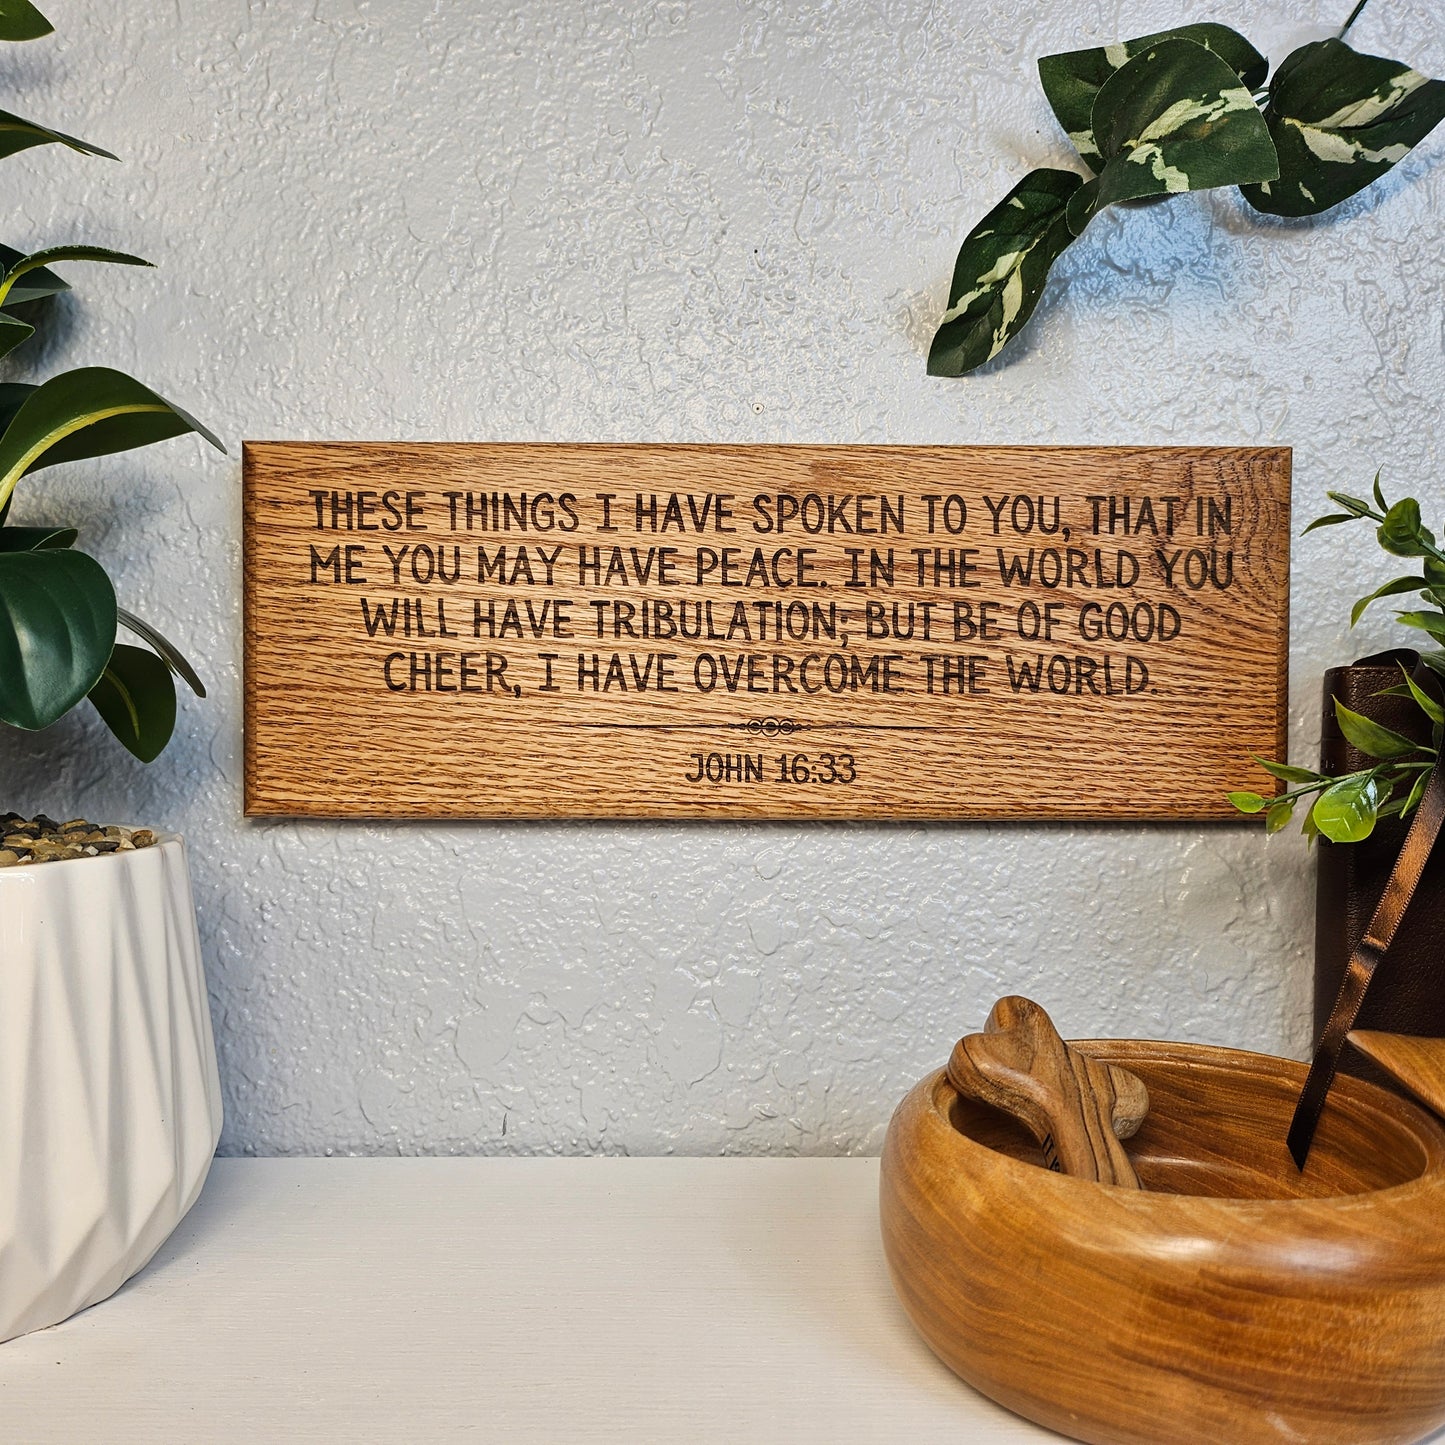 THESE THINGS I HAVE SPOKEN TO YOU, THAT IN
ME YOU MAY HAVE PEACE. IN THE WORLD YOU
WILL HAVE TRIBULATION; BUT BE OF GOOD
CHEER, I HAVE OVERCOME THE WORLD.
JOHN 16:33